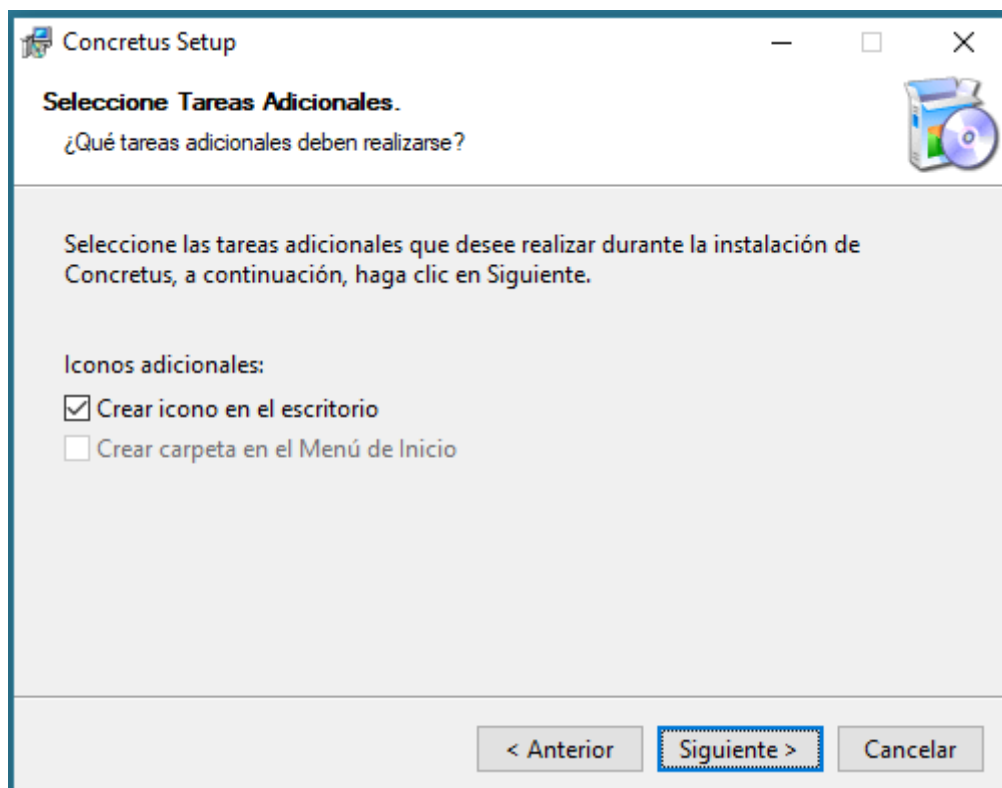 Concretus Setup
Seleccione Tareas Adicionales.
¿Qué tareas adicionales deben realizarse?
Seleccione las tareas adicionales que desee realizar durante la instalación de
Concretus, a continuación, haga clic en Siguiente.
Iconos adicionales:
Crear icono en el escritorio
Crear carpeta en el Menú de Inicio
< Anterior Siguiente > Cancelar